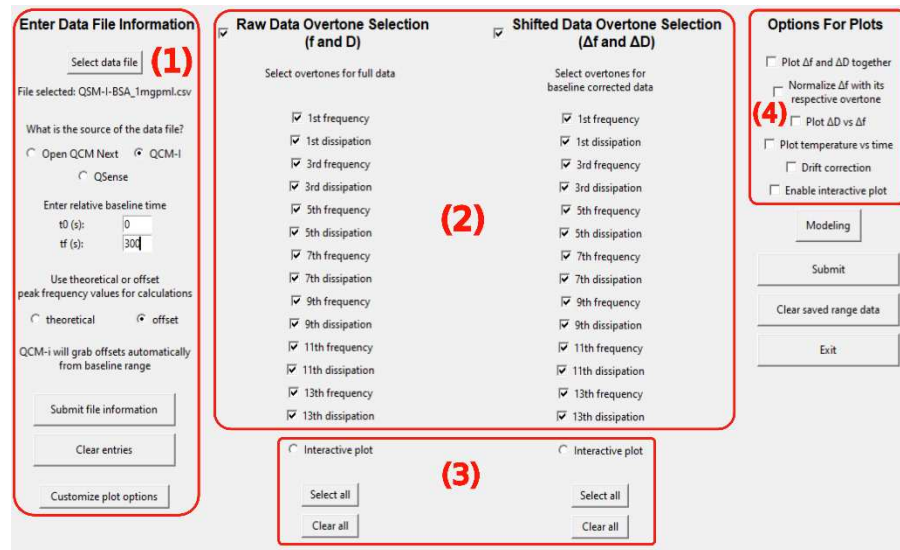 Enter Data File Information
Select data file
(1)
File selected: QSM-I-BSA_1mgpml.csv
What is the source of the data file?
Open QCM Next
QCM-I
QSense
Enter relative baseline time
t0 (s):
0
tf (s):
300
Use theoretical or offset
peak frequency values for calculations
theoretical
offset
QCM-i will grab offsets automatically
from baseline range
Submit file information
Clear entries
Customize plot options
Raw Data Overtone Selection
(f and D)
Select overtones for full data
1st frequency
1st dissipation
3rd frequency
3rd dissipation
5th frequency
5th dissipation
7th frequency
7th dissipation
9th frequency
9th dissipation
11th frequency
11th dissipation
13th frequency
13th dissipation
(2)
Shifted Data Overtone Selection
(Δf and ΔD)
Select overtones for
baseline corrected data
1st frequency
1st dissipation
3rd frequency
3rd dissipation
5th frequency
5th dissipation
7th frequency
7th dissipation
9th frequency
9th dissipation
11th frequency
11th dissipation
13th frequency
13th dissipation
Interactive plot
Select all
Clear all
(3)
Interactive plot
Select all
Clear all
Options For Plots
Plot Δf and ΔD together
Normalize Δf with its
respective overtone
(4)
Plot ΔD vs Δf
Plot temperature vs time
Drift correction
Enable interactive plot
Modeling
Submit
Clear saved range data
Exit